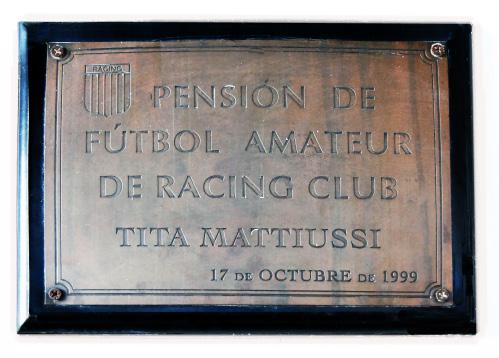 RACING
PENSIÓN DE
FÚTBOL AMATEUR
DE RACING CLUB
TITA MATTIUSSI
17 DE OCTUBRE DE 1999